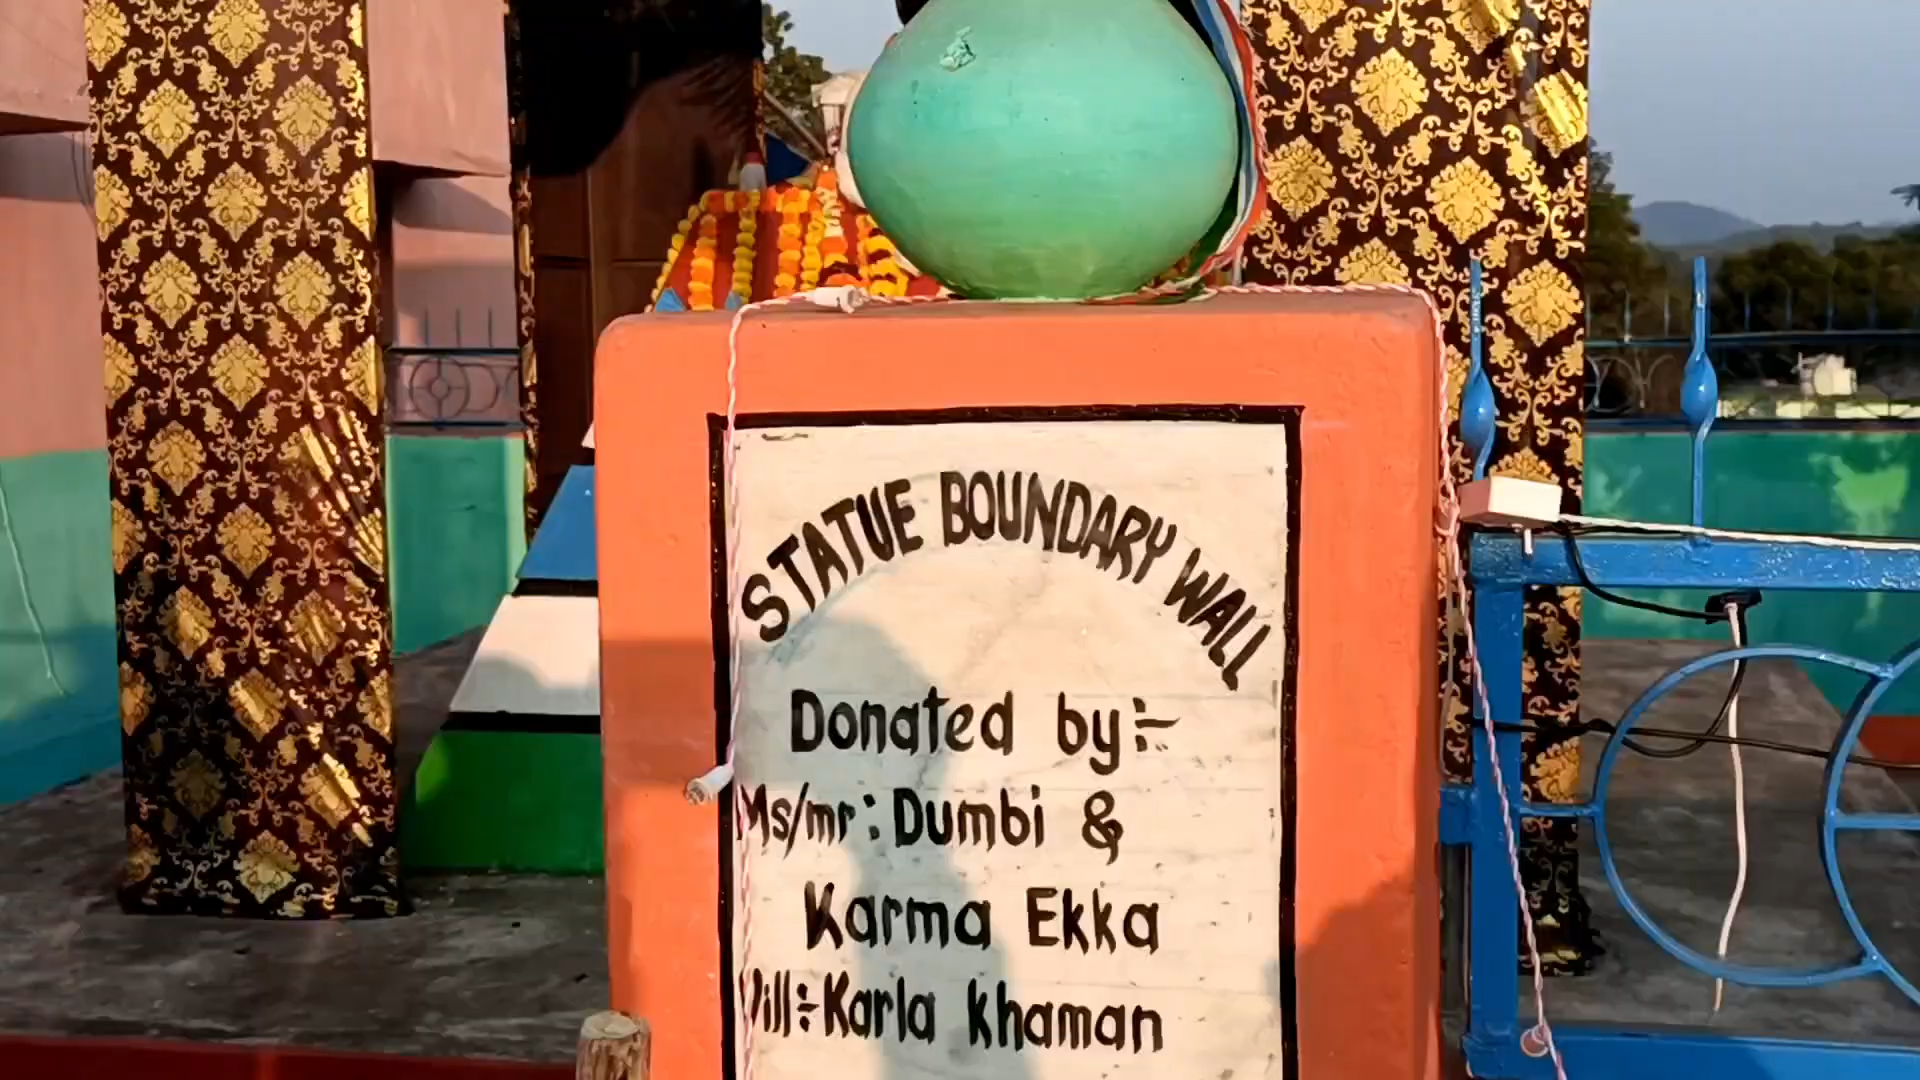 STATUE BOUNDARY WALL
Donated by:-
Ms/mr: Dumbi &
Karma Ekka
Vill:-Karla khaman